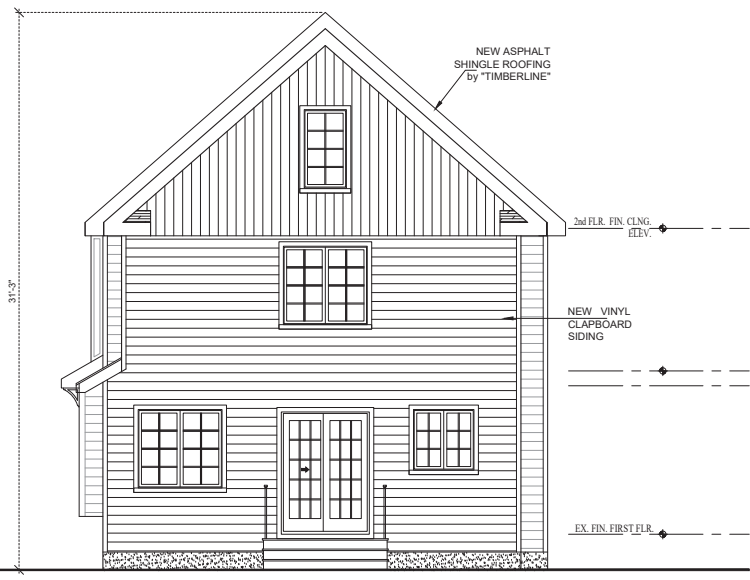 NEW ASPHALT
SHINGLE ROOFING
by "TIMBERLINE"
2nd FLR. FIN. CLNG.
ELEV.
31'-3"
NEW VINYL
CLAPBOARD
SIDING
EX. FIN. FIRST FLR.